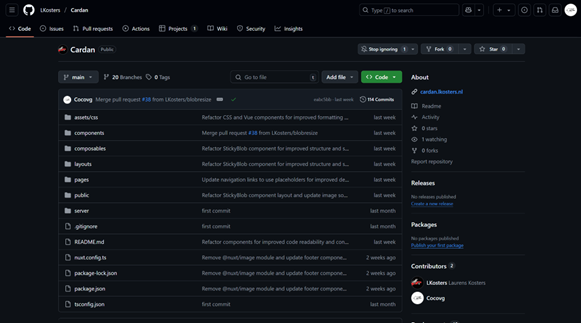 LKosters / Cardan
Type / to search
Code Issues Pull requests Actions Projects 1 Wiki Security Insights
Cardan Public
Stop ignoring 1 Fork 0 Star 0
main 20 Branches 0 Tags
Go to file t
Add file
Code
Cocovg Merge pull request #38 from LKosters/blobresize
last week 114 Commits
assets/css Refactor CSS and Vue components for improved formatting ... last week
components Merge pull request #38 from LKosters/blobresize last week
composables Refactor StickyBlob component for improved structure and s... last week
layouts Refactor StickyBlob component for improved structure and s... last week
pages Update navigation links to use placeholders for improved de... last week
public Refactor StickyBlob component layout and update image so... last week
server first commit last month
.gitignore first commit last month
README.md Refactor components for improved code readability and con... last week
nuxt.config.ts Remove @nuxt/image module and update footer compone... 2 weeks ago
package-lock.json Remove @nuxt/image module and update footer compone... 2 weeks ago
package.json Remove @nuxt/image module and update footer compone... 2 weeks ago
tsconfig.json first commit last month
About
cardan.lkosters.nl
Readme
Activity
0 stars
1 watching
0 forks
Report repository
Releases
No releases published
Create a new release
Packages
No packages published
Publish your first package
Contributors 2
LKosters Laurens Kosters
Cocovg